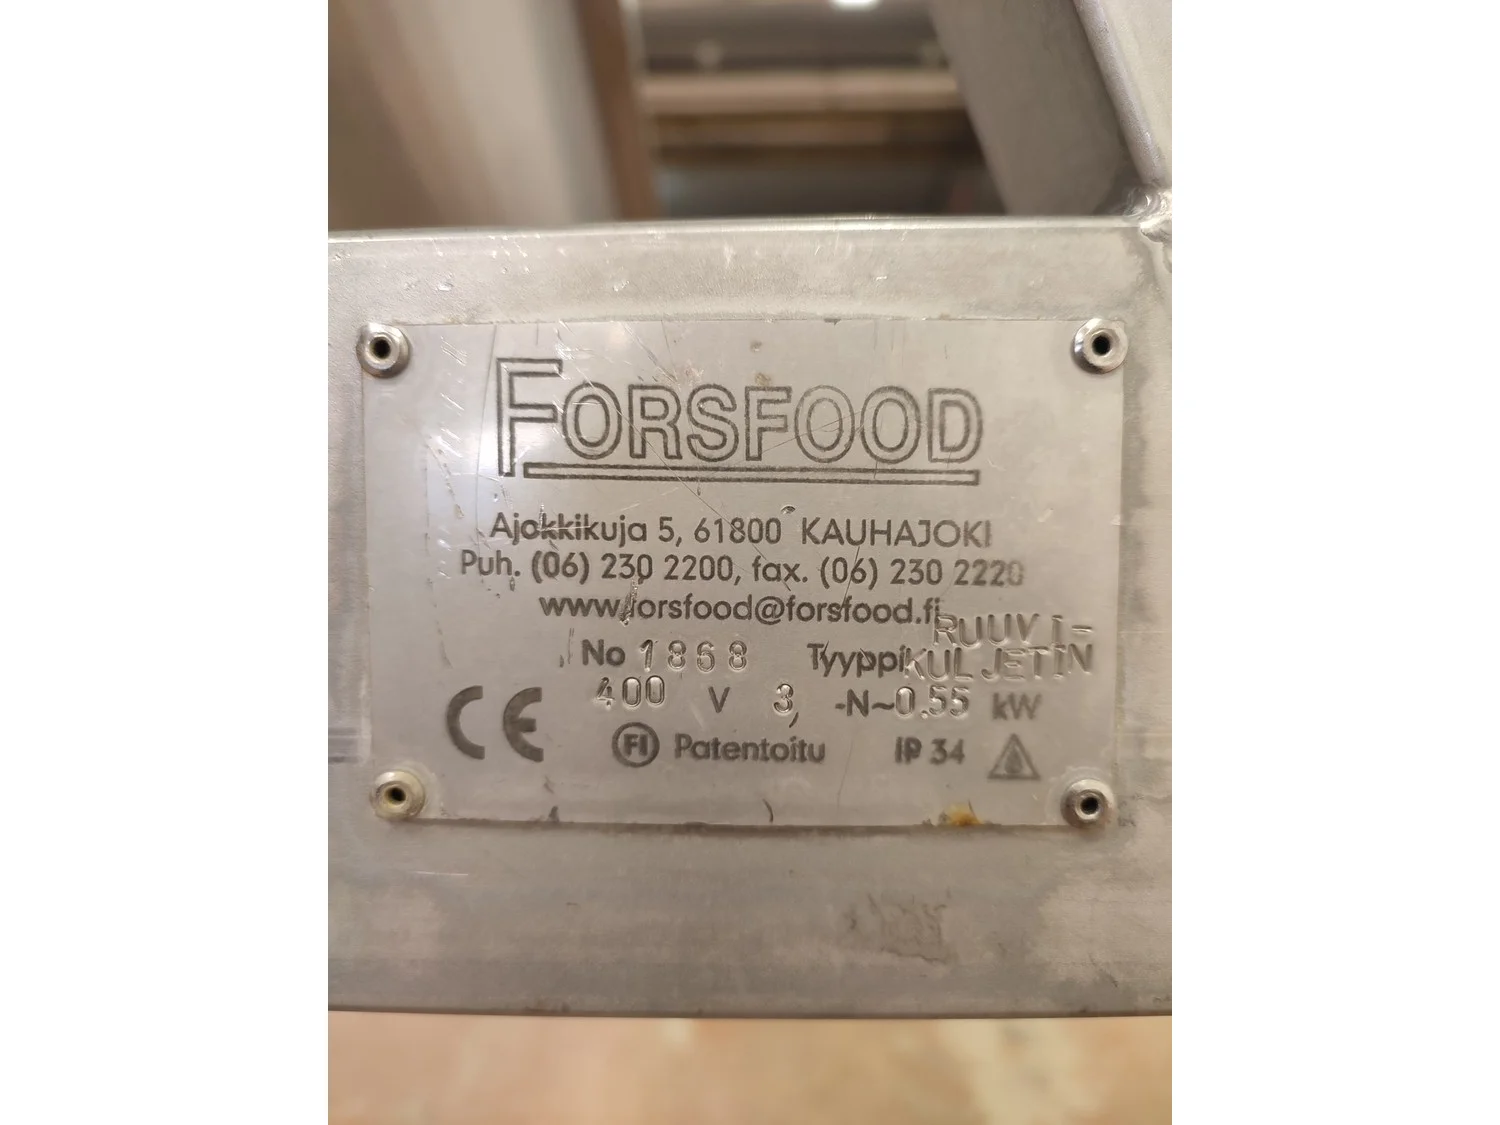 FORSFOOD
Ajokkikuja 5, 61800 KAUHAJOKI
Puh. (06) 230 2200, fax. (06) 230 2220
www.forsfood@forsfood.fi
No 1868 Tyyppi RUUVI-
KULJETIN
400 V 3, -N~0.55 kW
CE FI Patentoitu IP 34